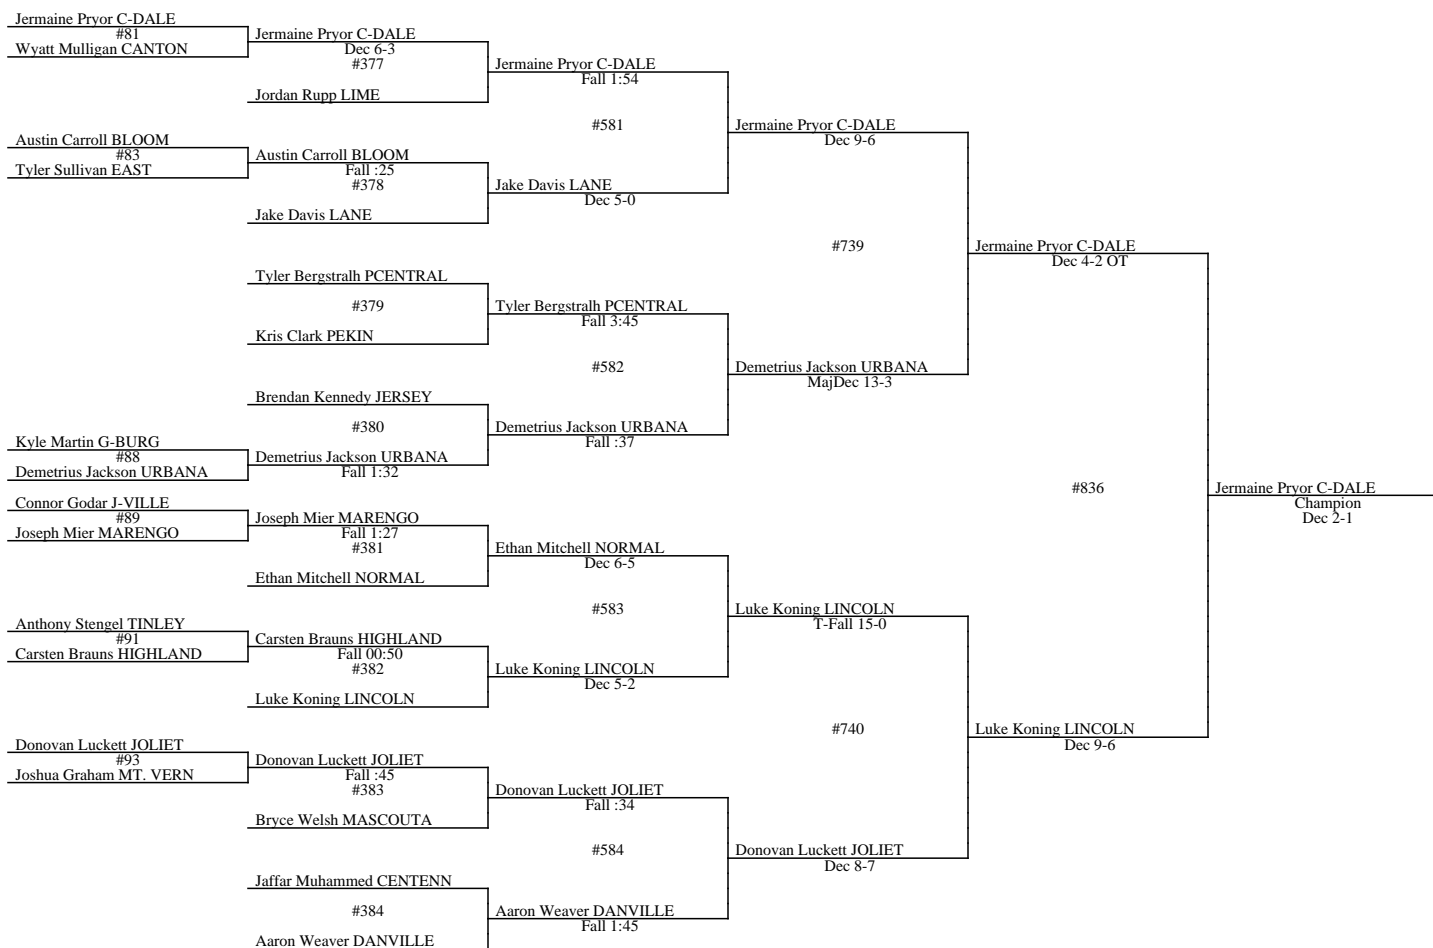 Jermaine Pryor C-DALE
#81
Wyatt Mulligan CANTON
Jermaine Pryor C-DALE
Dec 6-3
#377
Jordan Rupp LIME
Jermaine Pryor C-DALE
Fall 1:54
#581
Austin Carroll BLOOM
#83
Tyler Sullivan EAST
Austin Carroll BLOOM
Fall :25
#378
Jake Davis LANE
Jake Davis LANE
Dec 5-0
Jermaine Pryor C-DALE
Dec 9-6
#739
Tyler Bergstralh PCENTRAL
#379
Kris Clark PEKIN
Tyler Bergstralh PCENTRAL
Fall 3:45
#582
Brendan Kennedy JERSEY
#380
Kyle Martin G-BURG
#88
Demetrius Jackson URBANA
Demetrius Jackson URBANA
Fall 1:32
Demetrius Jackson URBANA
Fall :37
Demetrius Jackson URBANA
MajDec 13-3
Jermaine Pryor C-DALE
Dec 4-2 OT
#836
Jermaine Pryor C-DALE
Champion
Dec 2-1
Connor Godar J-VILLE
#89
Joseph Mier MARENGO
Joseph Mier MARENGO
Fall 1:27
#381
Ethan Mitchell NORMAL
Ethan Mitchell NORMAL
Dec 6-5
#583
Anthony Stengel TINLEY
#91
Carsten Brauns HIGHLAND
Carsten Brauns HIGHLAND
Fall 00:50
#382
Luke Koning LINCOLN
Luke Koning LINCOLN
Dec 5-2
Luke Koning LINCOLN
T-Fall 15-0
#740
Luke Koning LINCOLN
Dec 9-6
Donovan Luckett JOLIET
#93
Joshua Graham MT. VERN
Donovan Luckett JOLIET
Fall :45
#383
Bryce Welsh MASCOUTA
Donovan Luckett JOLIET
Fall :34
#584
Donovan Luckett JOLIET
Dec 8-7
Jaffar Muhammed CENTENN
#384
Aaron Weaver DANVILLE
Aaron Weaver DANVILLE
Fall 1:45